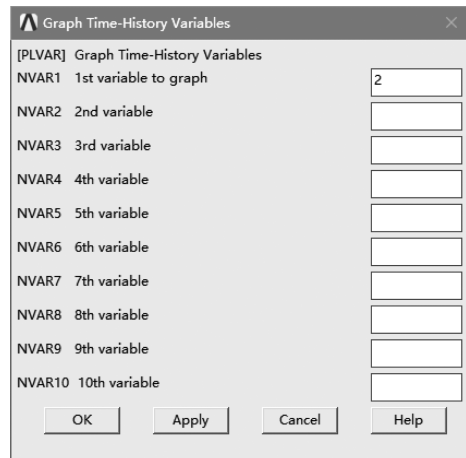 Graph Time-History Variables
[PLVAR] Graph Time-History Variables
NVAR1 1st variable to graph 2
NVAR2 2nd variable
NVAR3 3rd variable
NVAR4 4th variable
NVAR5 5th variable
NVAR6 6th variable
NVAR7 7th variable
NVAR8 8th variable
NVAR9 9th variable
NVAR10 10th variable
OK Apply Cancel Help